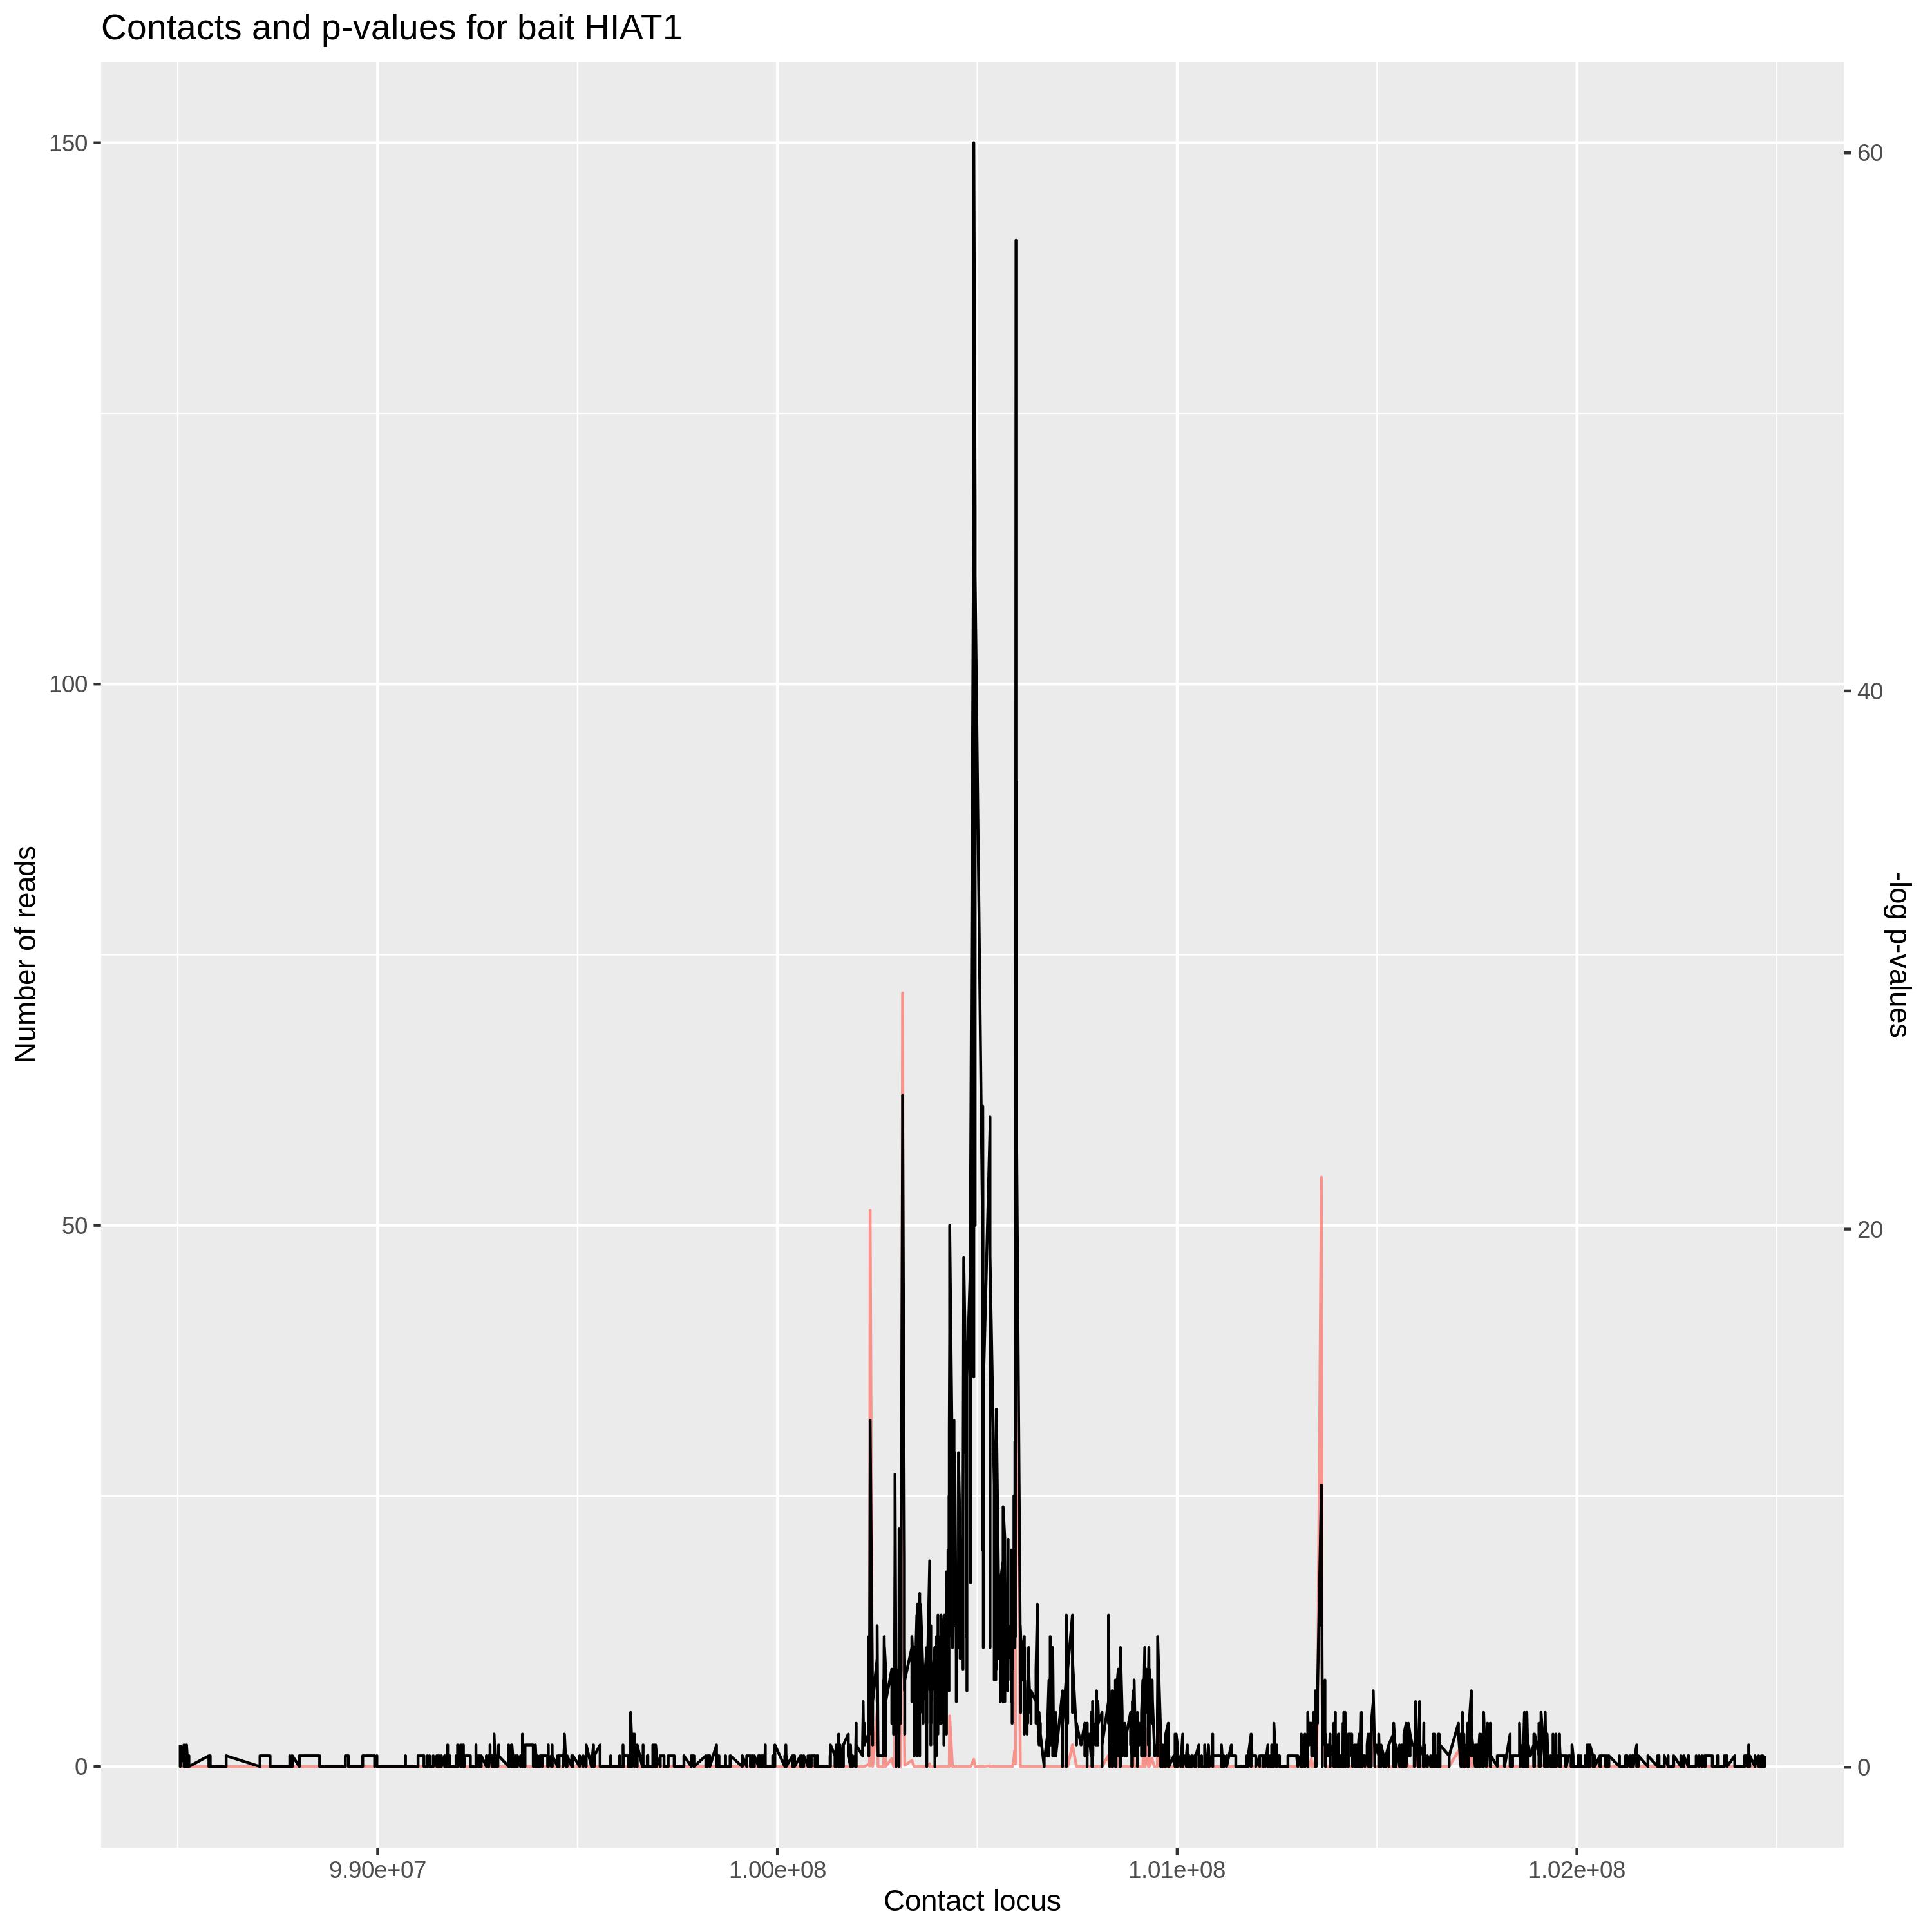 Contacts and p-values for bait HIAT1
150
100
50
0
60
40
20
0
Number of reads
-log p-values
9.90e+07
1.00e+08
1.01e+08
1.02e+08
Contact locus